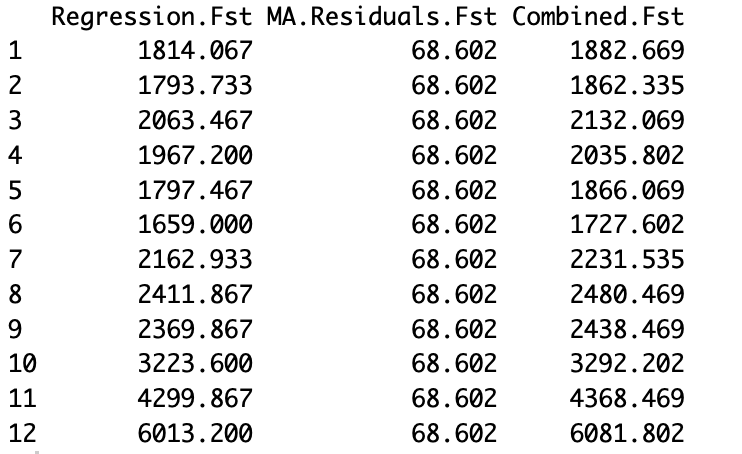 Regression.Fst MA.Residuals.Fst Combined.Fst
1 1814.067 68.602 1882.669
2 1793.733 68.602 1862.335
3 2063.467 68.602 2132.069
4 1967.200 68.602 2035.802
5 1797.467 68.602 1866.069
6 1659.000 68.602 1727.602
7 2162.933 68.602 2231.535
8 2411.867 68.602 2480.469
9 2369.867 68.602 2438.469
10 3223.600 68.602 3292.202
11 4299.867 68.602 4368.469
12 6013.200 68.602 6081.802